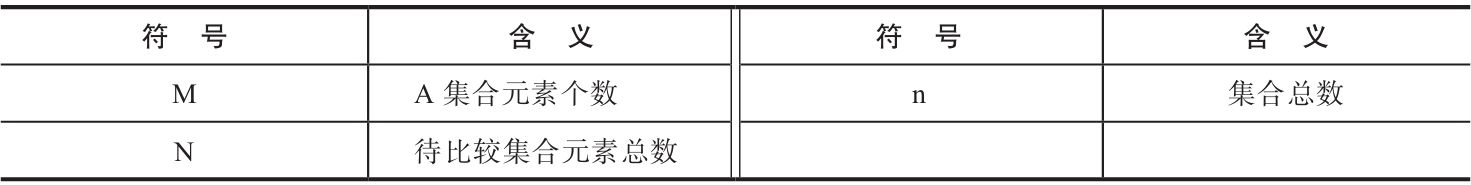 符 号 含 义 符 号 含 义
M A 集合元素个数 n 集合总数
N 待比较集合元素总数